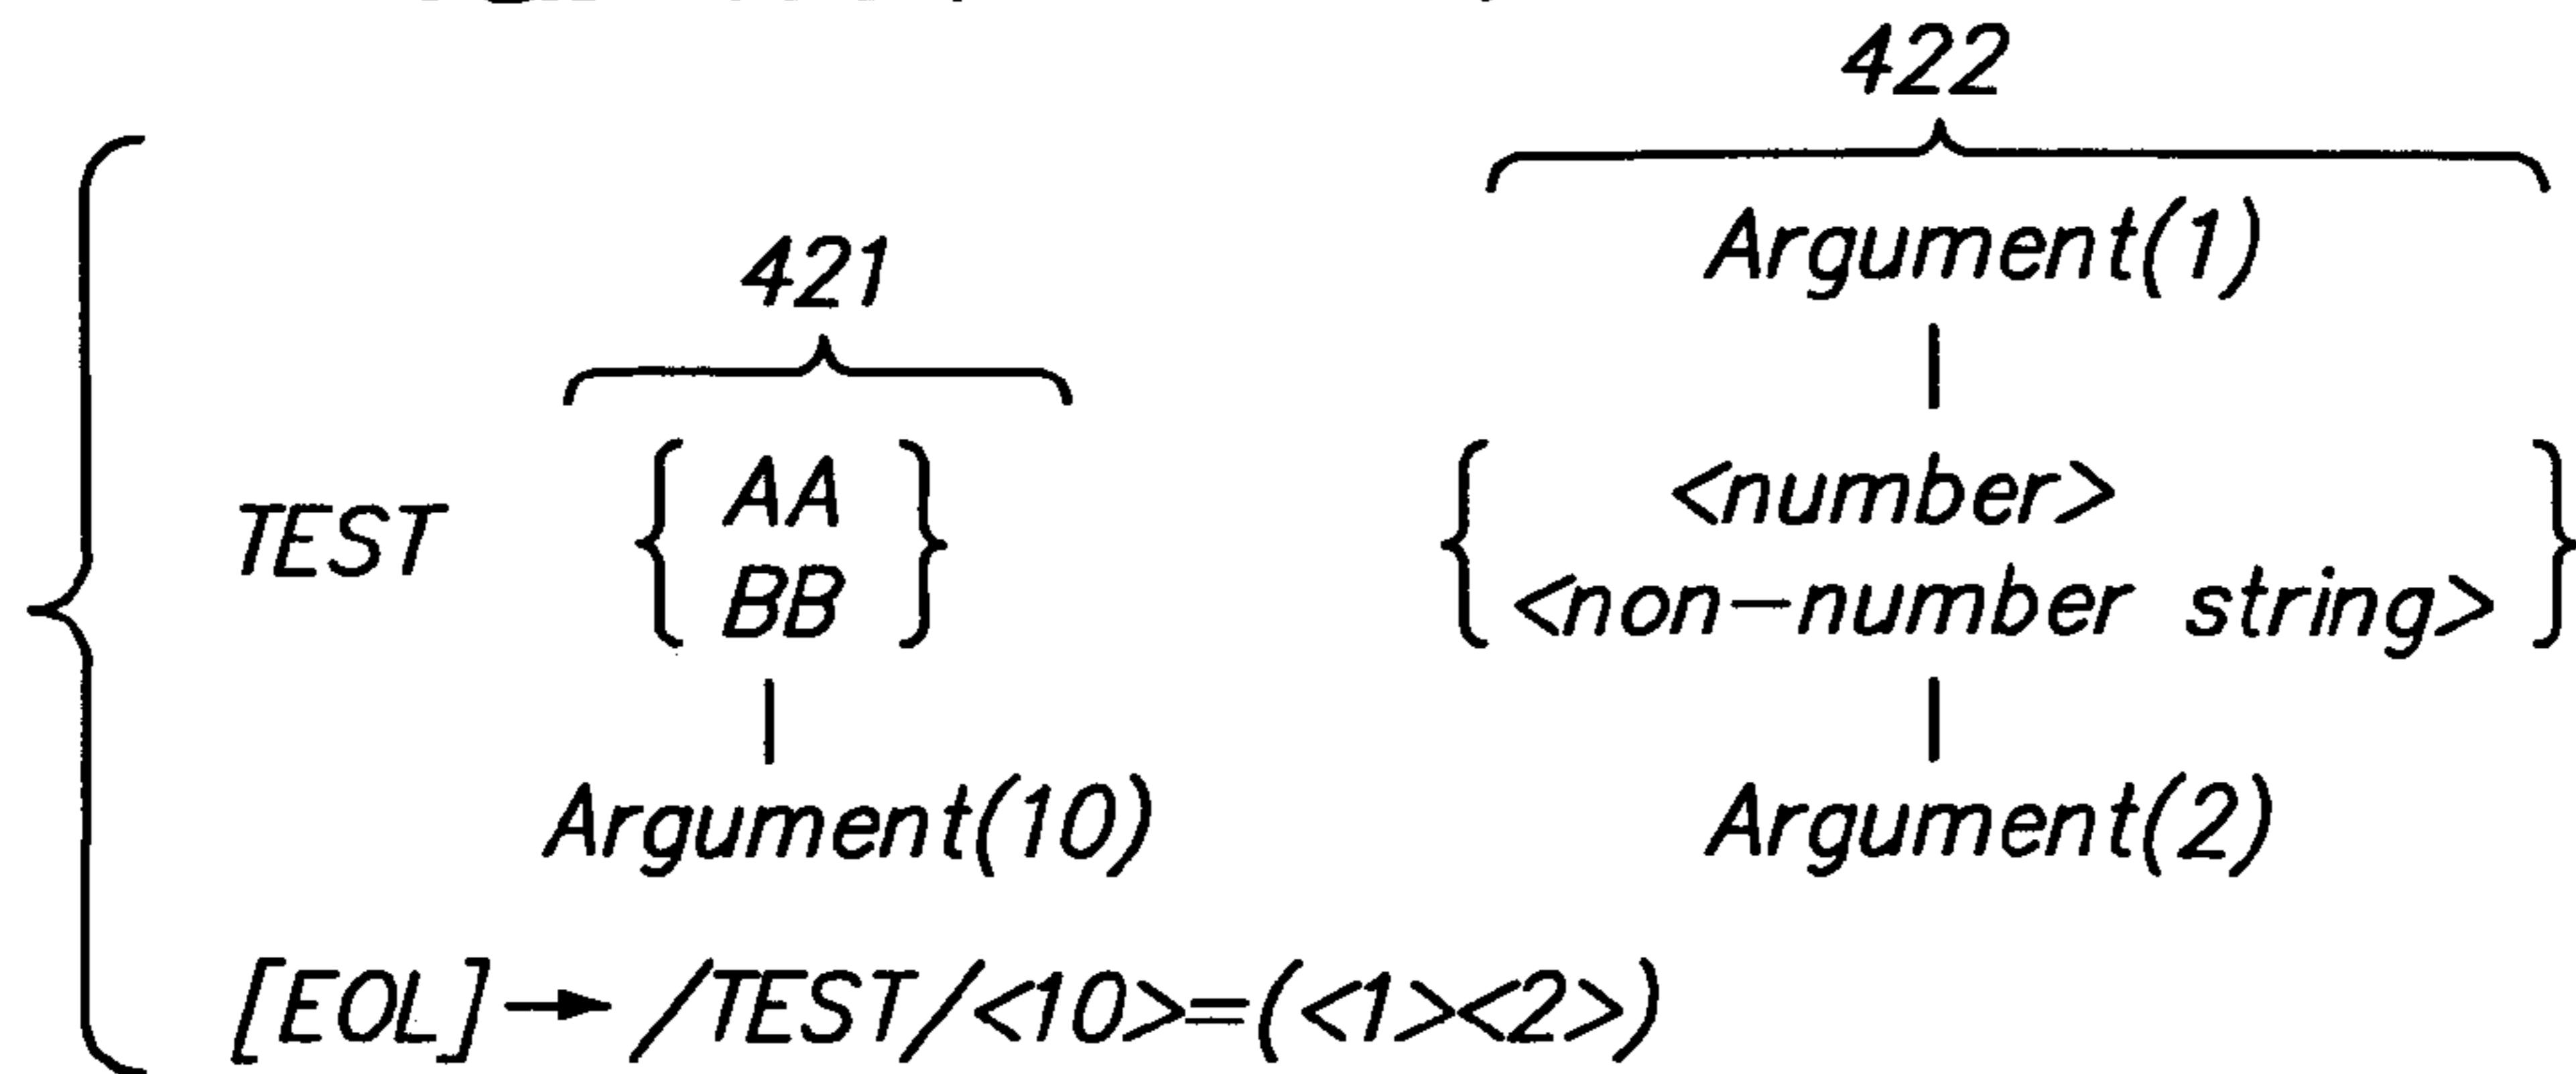 422
Argument(1)
421
TEST { AA BB } { <number> <non-number string> }
Argument(10) Argument(2)
[EOL]→ /TEST/<10>=(<1><2>)